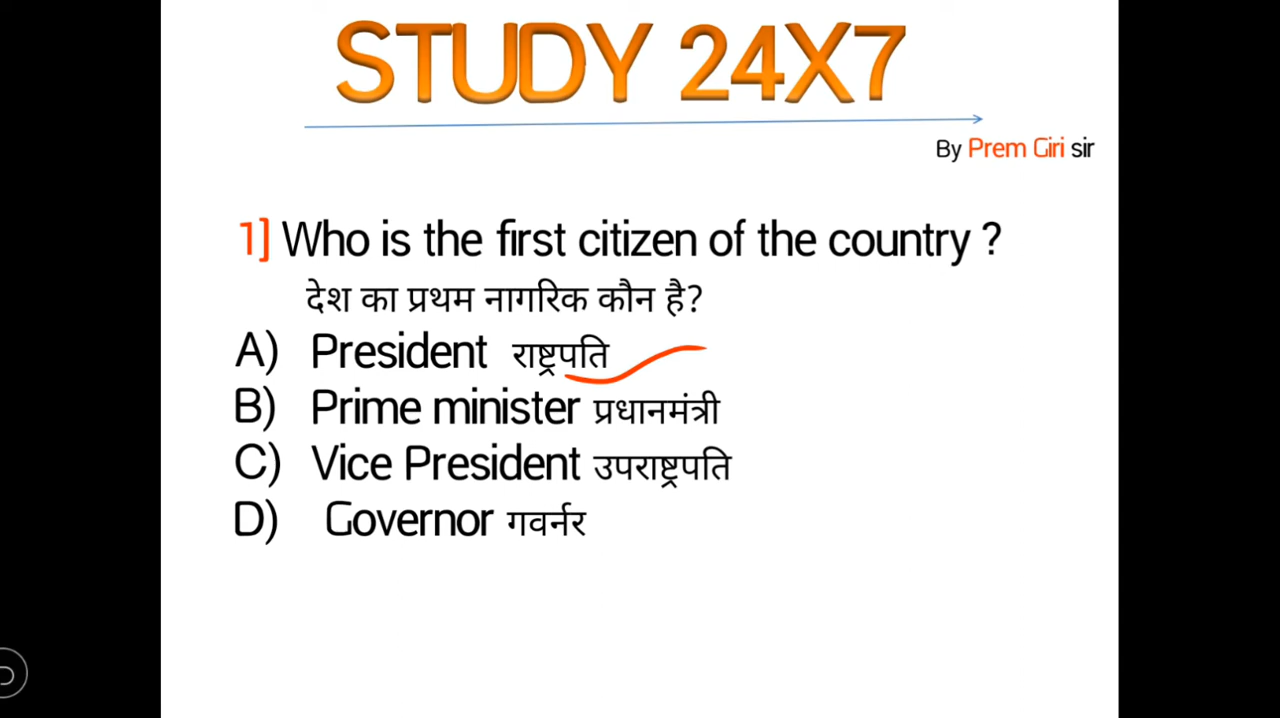 STUDY 24X7
By Prem Giri sir
1] Who is the first citizen of the country ?
देश का प्रथम नागरिक कौन है?
A) President राष्ट्रपति
B) Prime minister प्रधानमंत्री
C) Vice President उपराष्ट्रपति
D) Governor गवर्नर